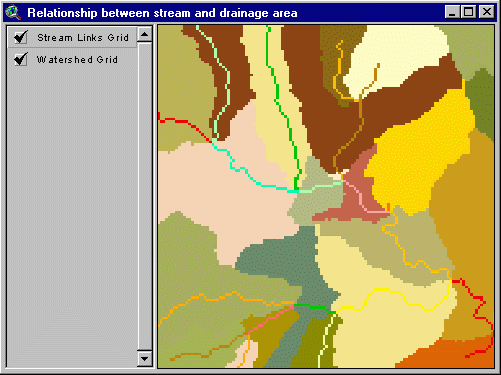 Relationship between stream and drainage area
Stream Links Grid
Watershed Grid